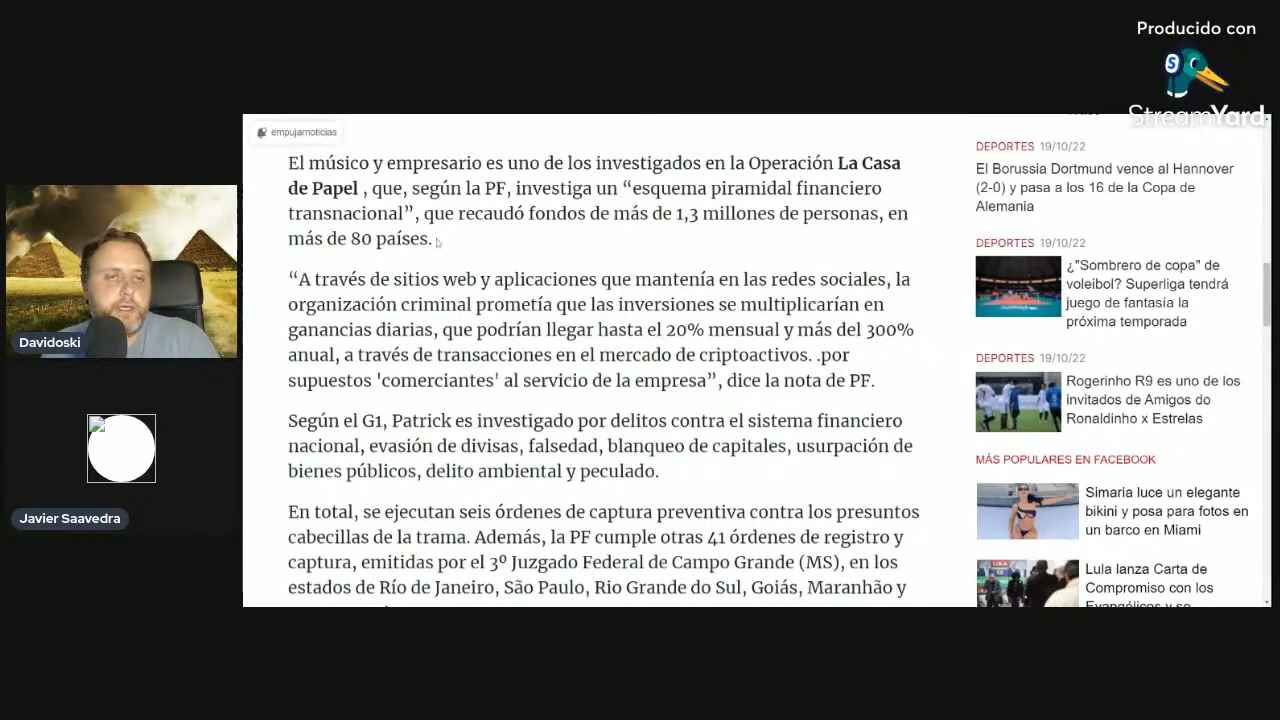 Producido con
StreamYard
empujarnoticias
El músico y empresario es uno de los investigados en la Operación La Casa
de Papel , que, según la PF, investiga un “esquema piramidal financiero
transnacional”, que recaudó fondos de más de 1,3 millones de personas, en
más de 80 países.
“A través de sitios web y aplicaciones que mantenía en las redes sociales, la
organización criminal prometía que las inversiones se multiplicarían en
ganancias diarias, que podrían llegar hasta el 20% mensual y más del 300%
anual, a través de transacciones en el mercado de criptoactivos. .por
supuestos 'comerciantes' al servicio de la empresa”, dice la nota de PF.
Según el G1, Patrick es investigado por delitos contra el sistema financiero
nacional, evasión de divisas, falsedad, blanqueo de capitales, usurpación de
bienes públicos, delito ambiental y peculado.
En total, se ejecutan seis órdenes de captura preventiva contra los presuntos
cabecillas de la trama. Además, la PF cumple otras 41 órdenes de registro y
captura, emitidas por el 3º Juzgado Federal de Campo Grande (MS), en los
estados de Río de Janeiro, São Paulo, Rio Grande do Sul, Goiás, Maranhão y
DEPORTES 19/10/22
El Borussia Dortmund vence al Hannover
(2-0) y pasa a los 16 de la Copa de
Alemania
DEPORTES 19/10/22
¿"Sombrero de copa" de
voleibol? Superliga tendrá
juego de fantasía la
próxima temporada
DEPORTES 19/10/22
Rogerinho R9 es uno de los
invitados de Amigos do
Ronaldinho x Estrelas
MÁS POPULARES EN FACEBOOK
Simaria luce un elegante
bikini y posa para fotos en
un barco en Miami
Lula lanza Carta de
Compromiso con los
Evangélicos y se
Davidoski
Javier Saavedra